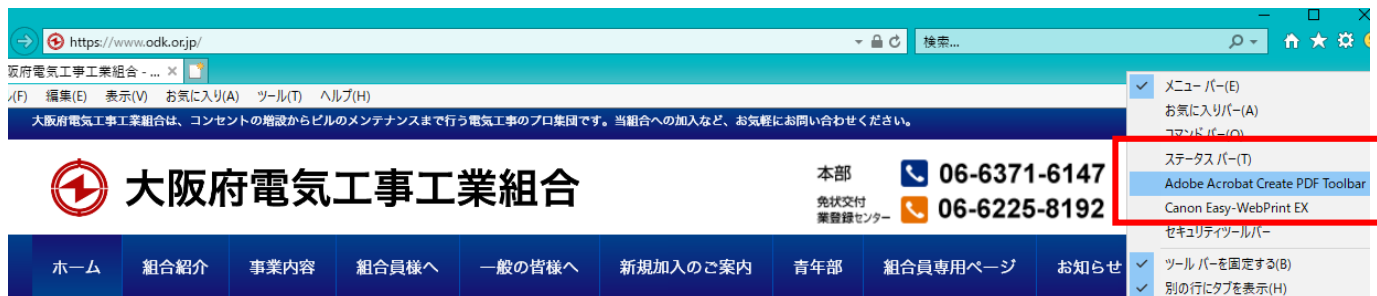 https://www.odk.or.jp/
検索...
阪府電気工事工業組合 - ...
(F) 編集(E) 表示(V) お気に入り(A) ツール(T) ヘルプ(H)
大阪府電気工事工業組合は、コンセントの増設からビルのメンテナンスまで行う電気工事のプロ集団です。当組合への加入など、お気軽にお問い合わせください。
大阪府電気工事工業組合
本部 06-6371-6147
免状交付
業登録センター 06-6225-8192
ホーム 組合紹介 事業内容 組合員様へ 一般の皆様へ 新規加入のご案内 青年部 組合員専用ページ お知らせ
メニュー バー(E)
お気に入りバー(A)
コマンド バー(O)
ステータス バー(T)
Adobe Acrobat Create PDF Toolbar
Canon Easy-WebPrint EX
セキュリティツールバー
ツール バーを固定する(B)
別の行にタブを表示(H)